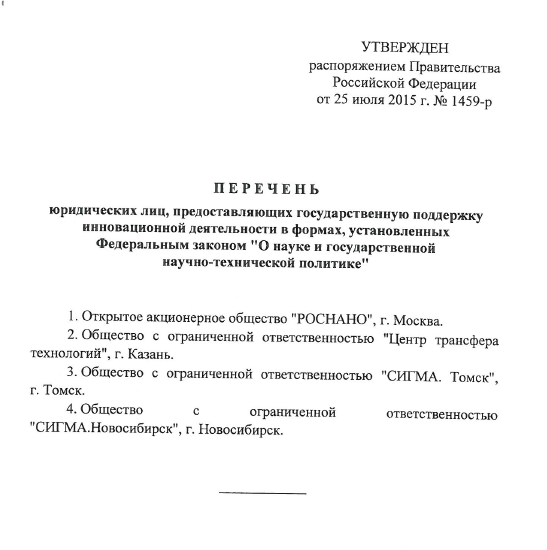 УТВЕРЖДЕН
распоряжением Правительства
Российской Федерации
от 25 июля 2015 г. № 1459-р
ПЕРЕЧЕНЬ
юридических лиц, предоставляющих государственную поддержку
инновационной деятельности в формах, установленных
Федеральным законом "О науке и государственной
научно-технической политике"
1. Открытое акционерное общество "РОСНАНО", г. Москва.
2. Общество с ограниченной ответственностью "Центр трансфера
технологий", г. Казань.
3. Общество с ограниченной ответственностью "СИГМА. Томск",
г. Томск.
4. Общество с ограниченной ответственностью
"СИГМА.Новосибирск", г. Новосибирск.